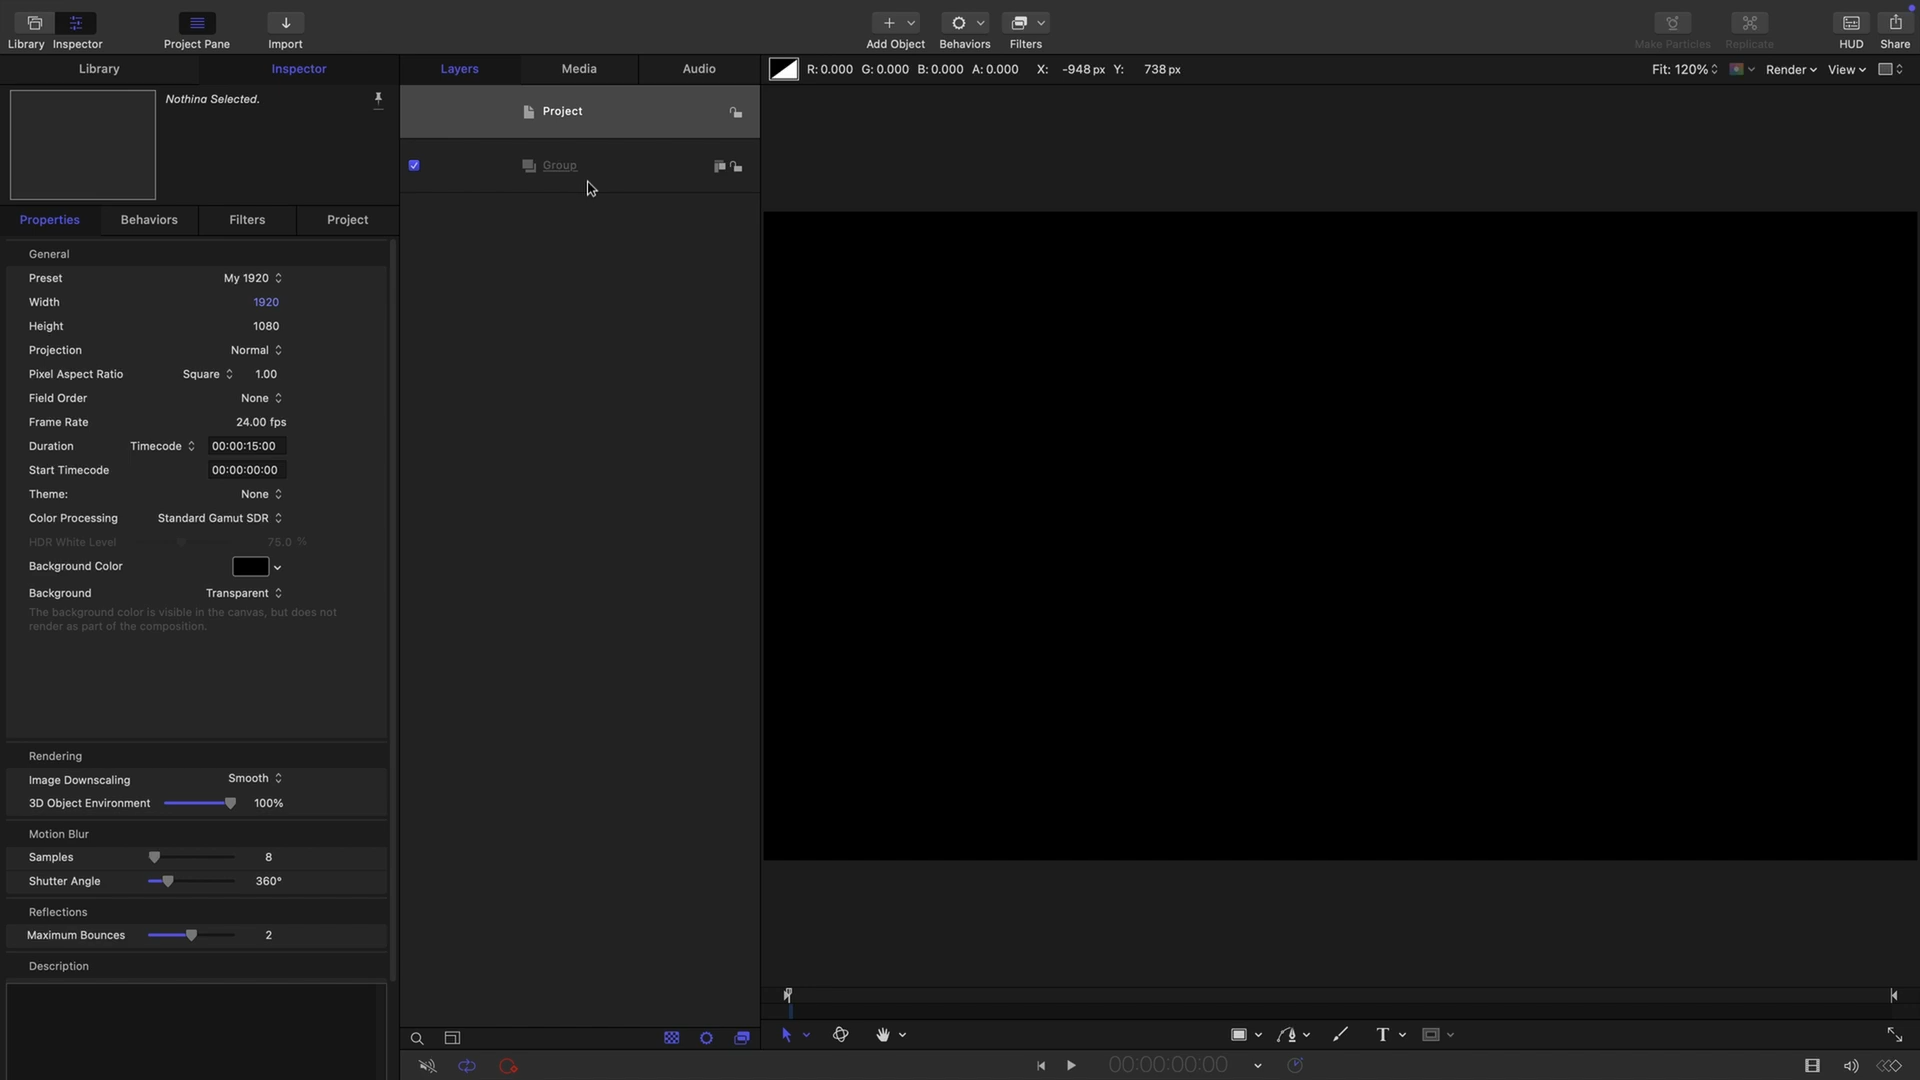 Library Inspector Project Pane Import Add Object Behaviors Filters Make Particles Replicate HUD Share
Library Inspector Layers Media Audio R: 0.000 G: 0.000 B: 0.000 A: 0.000 X: -948 px Y: 738 px Fit: 120% Render View
Nothing Selected.
Project
Group
Properties Behaviors Filters Project
General
Preset My 1920
Width 1920
Height 1080
Projection Normal
Pixel Aspect Ratio Square 1.00
Field Order None
Frame Rate 24.00 fps
Duration Timecode 00:00:15:00
Start Timecode 00:00:00:00
Theme: None
Color Processing Standard Gamut SDR
HDR White Level 75.0 %
Background Color
Background Transparent
The background color is visible in the canvas, but does not
render as part of the composition.
Rendering
Image Downscaling Smooth
3D Object Environment 100%
Motion Blur
Samples 8
Shutter Angle 360°
Reflections
Maximum Bounces 2
Description
T
00:00:00:00